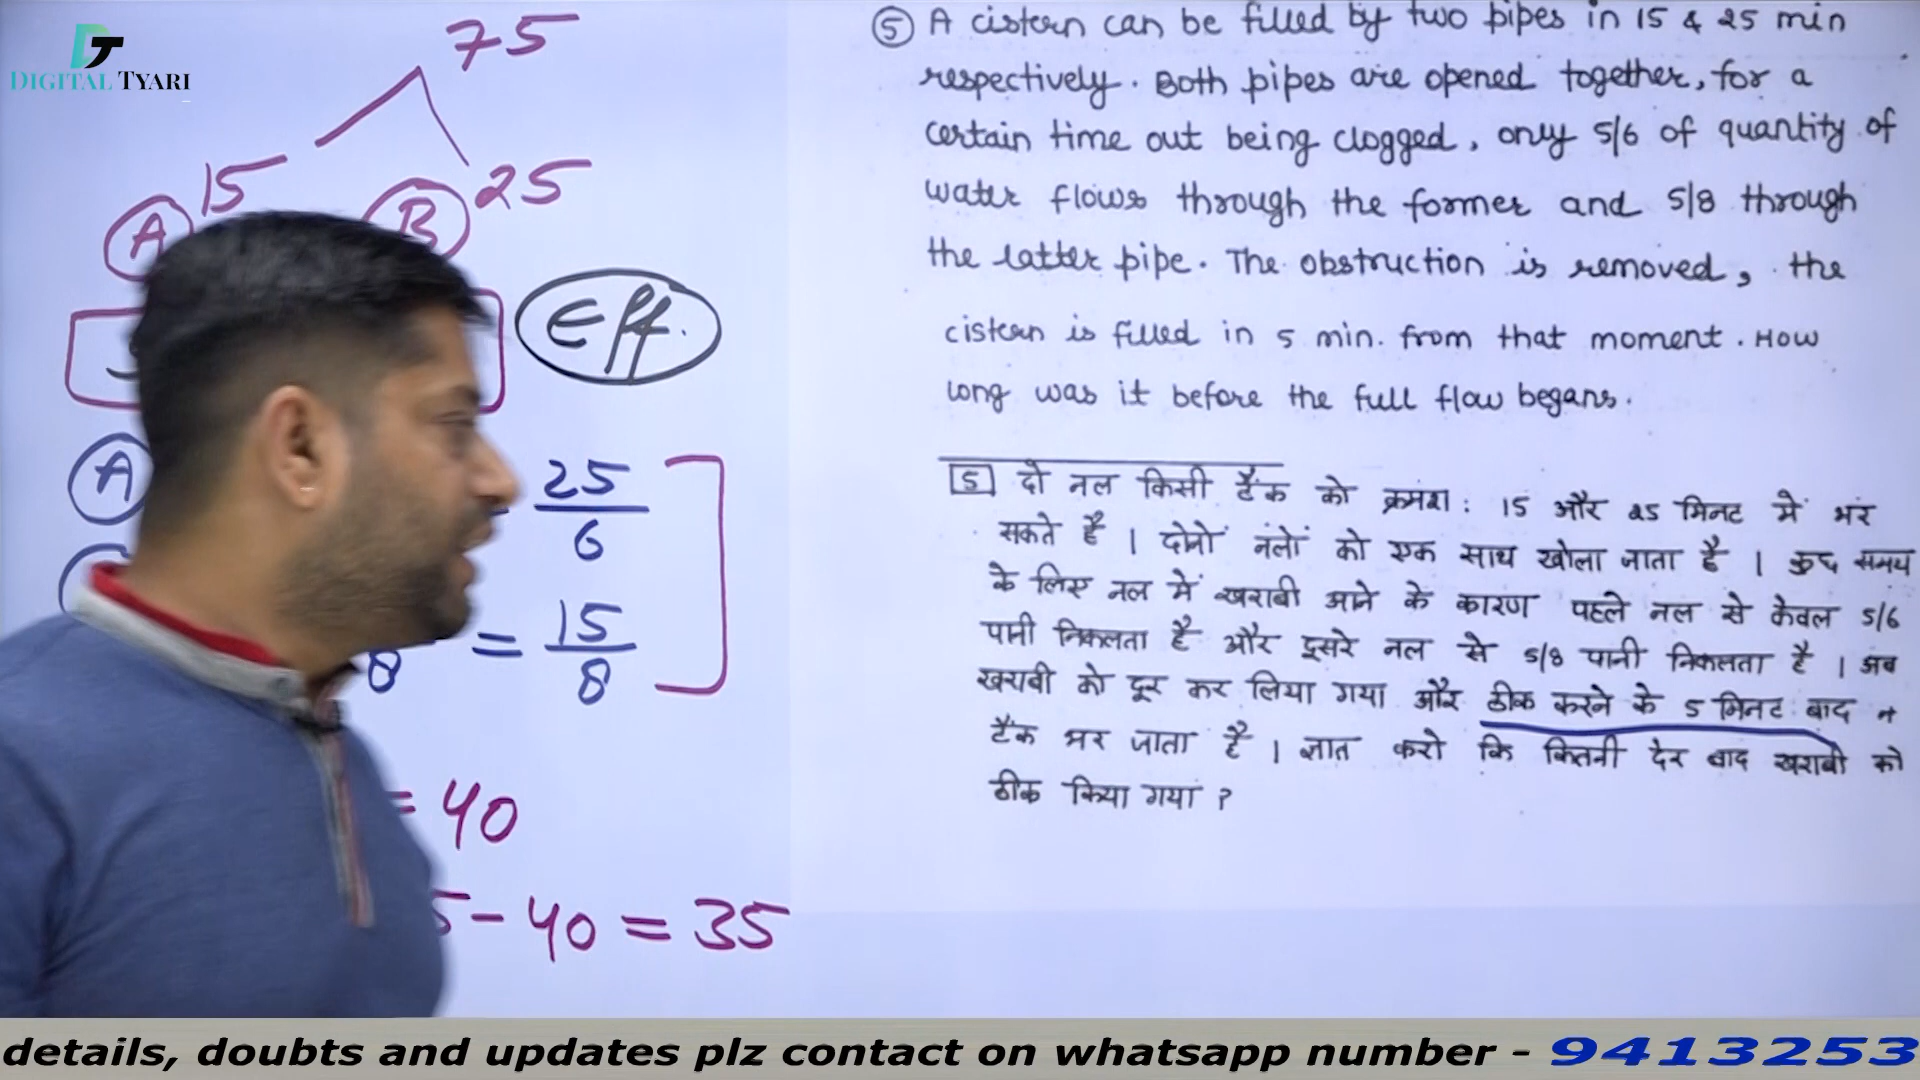 DT
DIGITAL TYARI
75
15
25
A
B
Eff.
A
25
6
8 = 15
8
= 40
5 - 40 = 35
5 A cistern can be filled by two pipes in 15 & 25 min
respectively. Both pipes are opened together, for a
certain time out being clogged, only 5/6 of quantity of
water flows through the former and 5/8 through
the latter pipe. The obstruction is removed, the
cistern is filled in 5 min. from that moment. How
long was it before the full flow begans.
5 दो नल किसी टैंक को क्रमश: 15 और 25 मिनट में भर
सकते है। दोनों नलों को एक साथ खोला जाता है। कुछ समय
के लिए नल में खराबी आने के कारण पहले नल से केवल 5/6
पानी निकलता है और दूसरे नल से 5/8 पानी निकलता है। अब
खराबी को दूर कर लिया गया और ठीक करने के 5 मिनट बाद
टैंक भर जाता है। ज्ञात करो कि कितनी देर बाद खराबी को
ठीक किया गया ?
details, doubts and updates plz contact on whatsapp number - 9413253